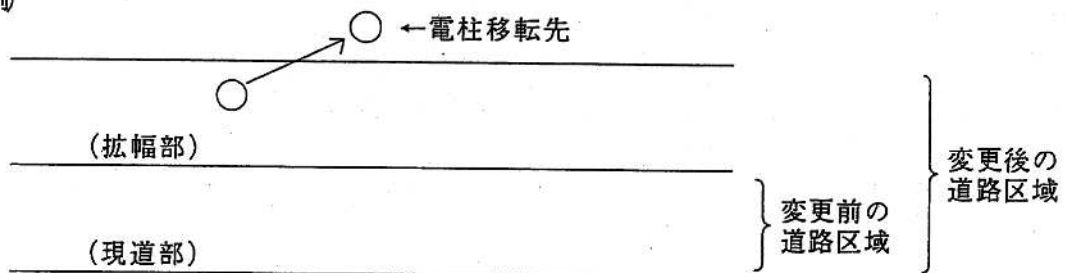 ←電柱移転先
(拡幅部)
変更後の
道路区域
変更前の
道路区域
(現道部)